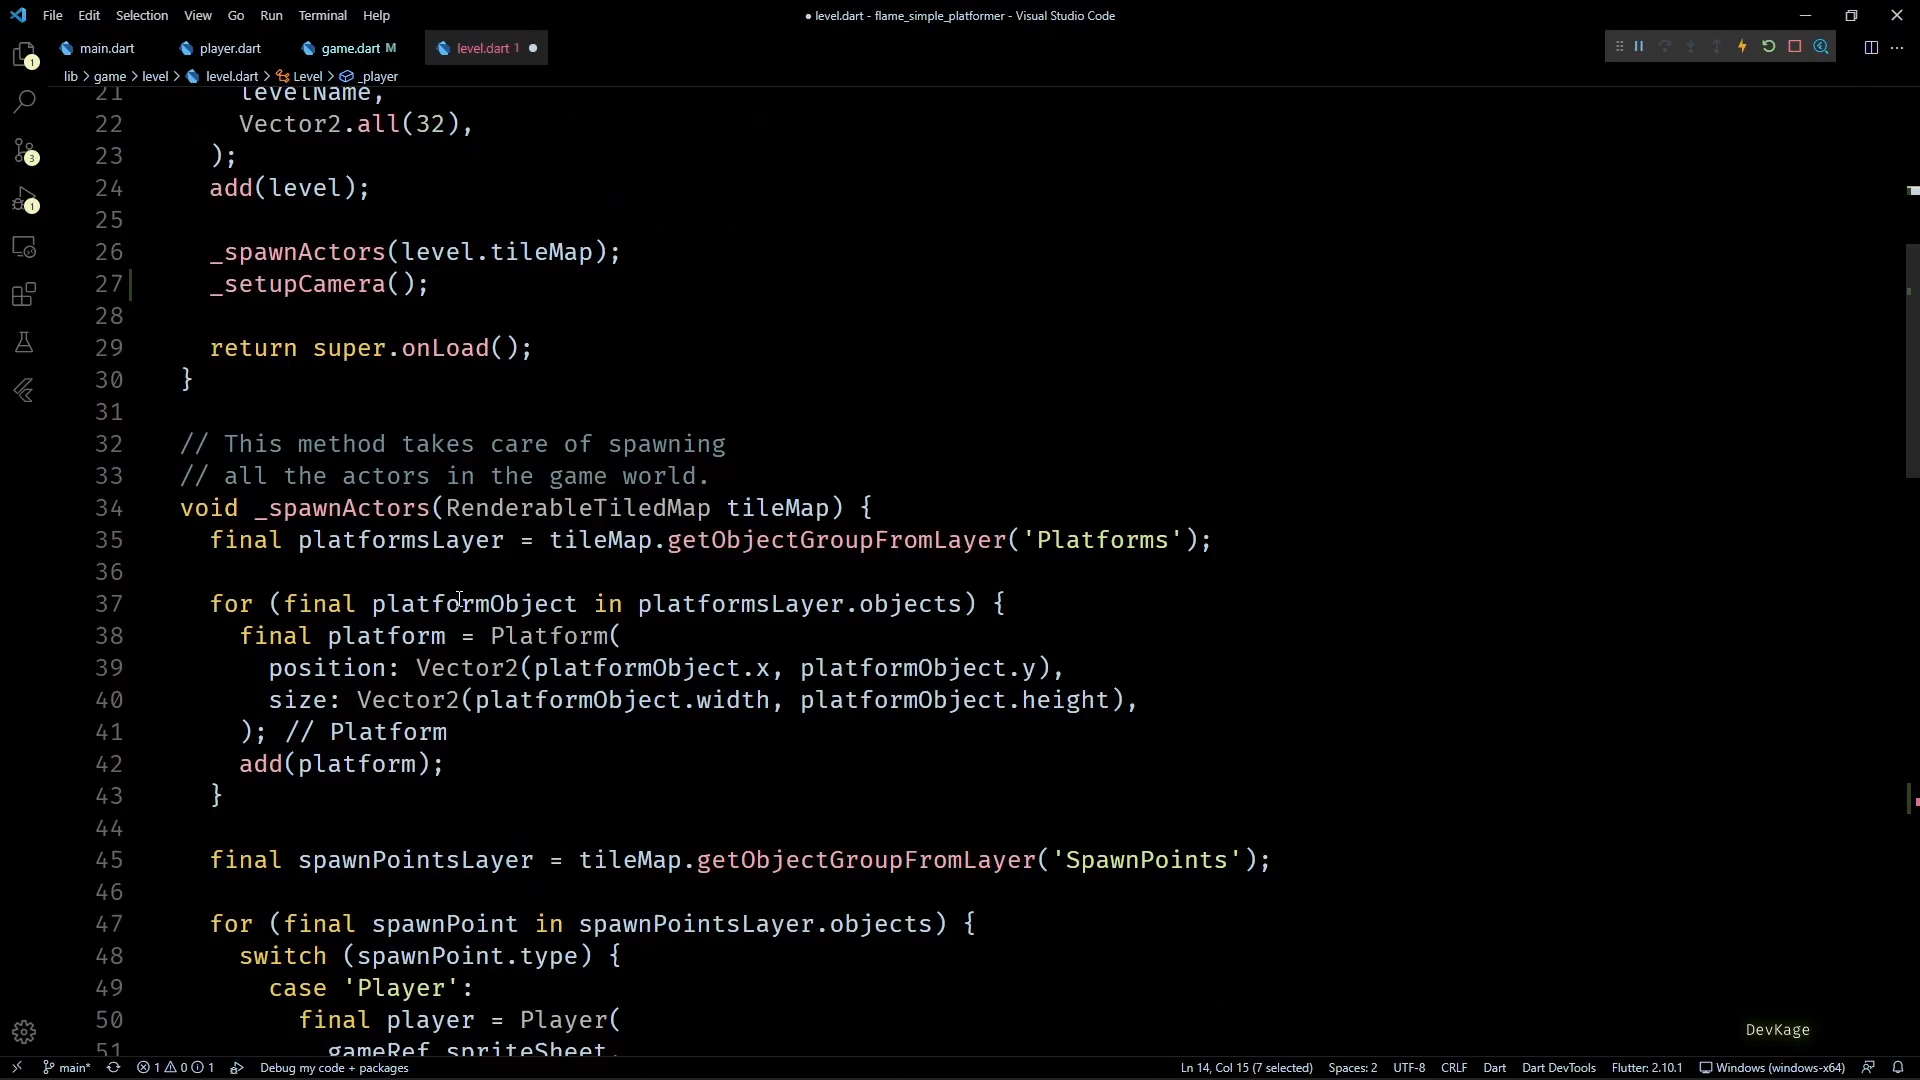 File Edit Selection View Go Run Terminal Help
● level.dart - flame_simple_platformer - Visual Studio Code
main.dart player.dart game.dart M level.dart 1
lib > game > level > level.dart > Level > _player
21 levelName,
22 Vector2.all(32),
23 );
24 add(level);
25
26 _spawnActors(level.tileMap);
27 _setupCamera();
28
29 return super.onLoad();
30 }
31
32 // This method takes care of spawning
33 // all the actors in the game world.
34 void _spawnActors(RenderableTiledMap tileMap) {
35 final platformsLayer = tileMap.getObjectGroupFromLayer('Platforms');
36
37 for (final platformObject in platformsLayer.objects) {
38 final platform = Platform(
39 position: Vector2(platformObject.x, platformObject.y),
40 size: Vector2(platformObject.width, platformObject.height),
41 ); // Platform
42 add(platform);
43 }
44
45 final spawnPointsLayer = tileMap.getObjectGroupFromLayer('SpawnPoints');
46
47 for (final spawnPoint in spawnPointsLayer.objects) {
48 switch (spawnPoint.type) {
49 case 'Player':
50 final player = Player(
51 gameRef.spriteSheet,
1
3
1
DevKage
main* 1 0 1 Debug my code + packages Ln 14, Col 15 (7 selected) Spaces: 2 UTF-8 CRLF Dart Dart DevTools Flutter: 2.10.1 Windows (windows-x64)